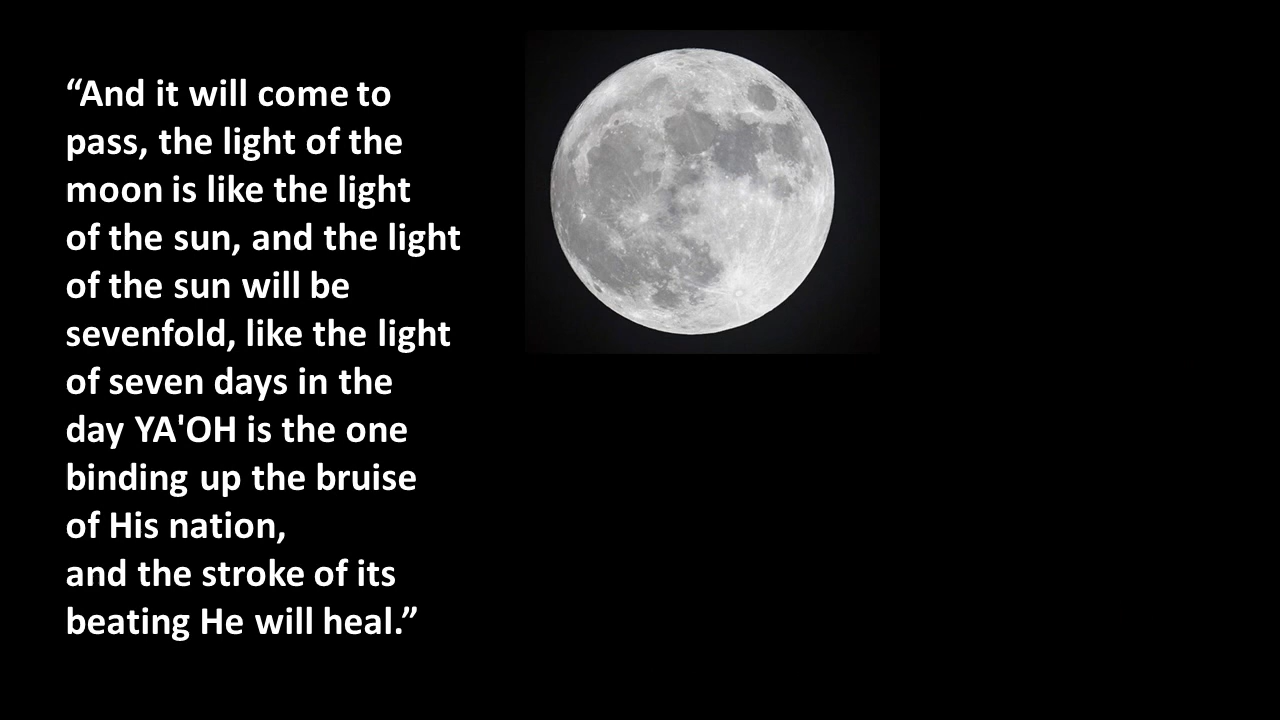 “And it will come to
pass, the light of the
moon is like the light
of the sun, and the light
of the sun will be
sevenfold, like the light
of seven days in the
day YA'OH is the one
binding up the bruise
of His nation,
and the stroke of its
beating He will heal.”